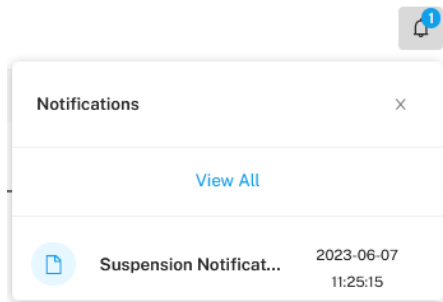 1
Notifications
View All
Suspension Notificat...
2023-06-07
11:25:15